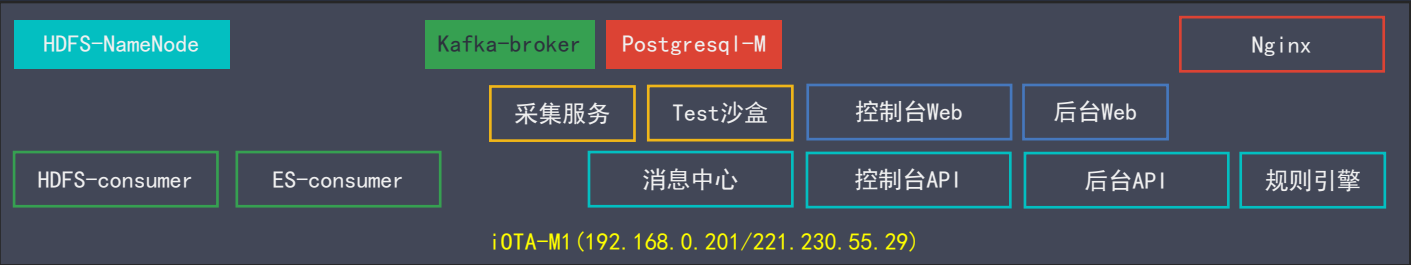 HDFS-NameNode Kafka-broker Postgresql-M Nginx
采集服务 Test沙盒 控制台Web 后台Web
HDFS-consumer ES-consumer 消息中心 控制台API 后台API 规则引擎
iOTA-M1(192.168.0.201/221.230.55.29)